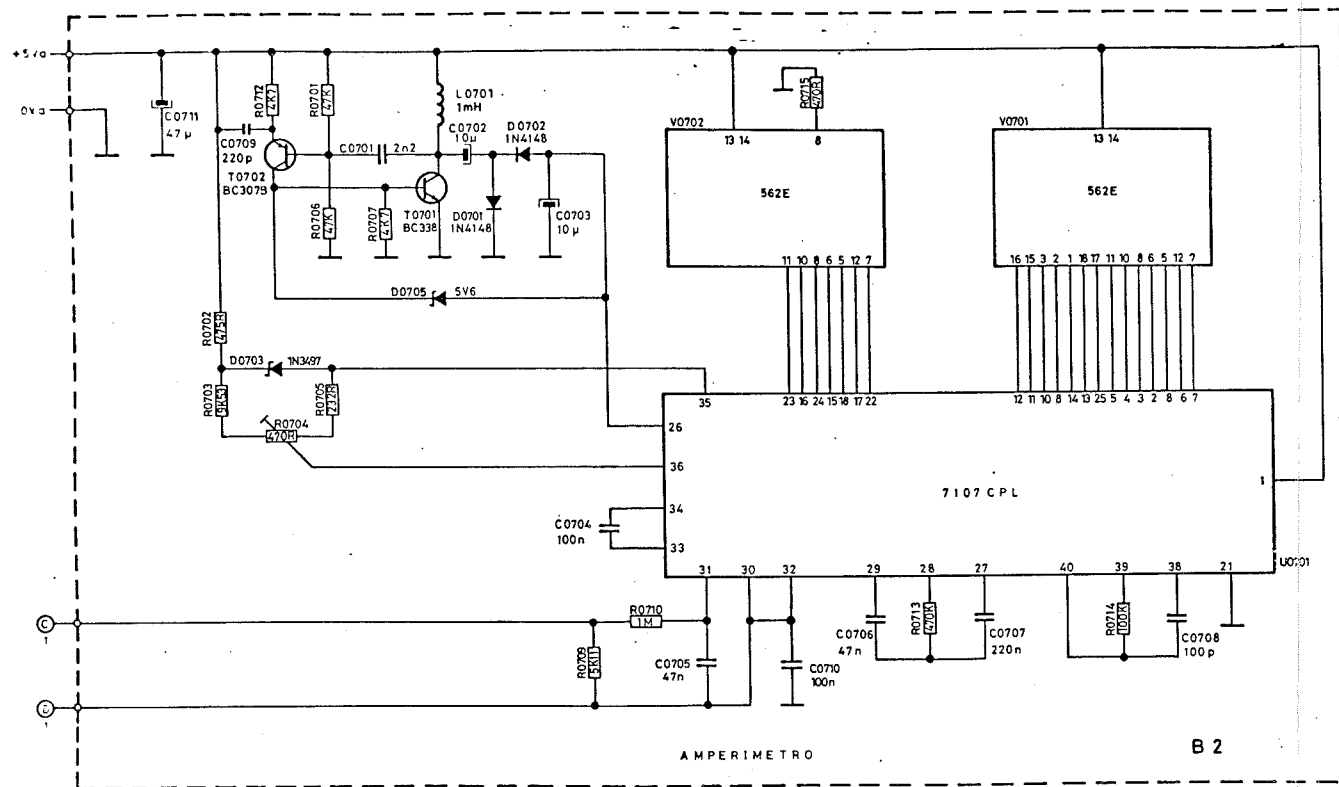 +5Va
0Va
C0711
47 µ
R0712
4K7
R0701
47K
C0709
220p
T0702
BC307B
C0701
2n2
L0701
1mH
C0702
10µ
D0702
1N4148
R0706
47K
R0707
4K7
T0701
BC338
D0701
1N4148
C0703
10 µ
D0705
5V6
R0702
475R
D0703
1N3497
R0703
9K53
R0705
232R
R0704
470R
V0702
13 14
R0715
470R
8
562E
11 10 8 6 5 12 7
V0701
13 14
562E
16 15 3 2 1 18 17 11 10 8 6 5 12 7
35
23 16 24 15 18 17 22
12 11 10 8 14 13 25 5 4 3 2 8 6 7
26
36
34
33
7107 CPL
1
C0704
100n
31 30 32 29 28 27 40 39 38 21
U0701
C
1
R0710
1M
R0709
5K11
C0705
47n
C0710
100n
C0706
47n
R0713
470K
C0707
220n
R0714
100K
C0708
100p
D
1
AMPERIMETRO
B 2